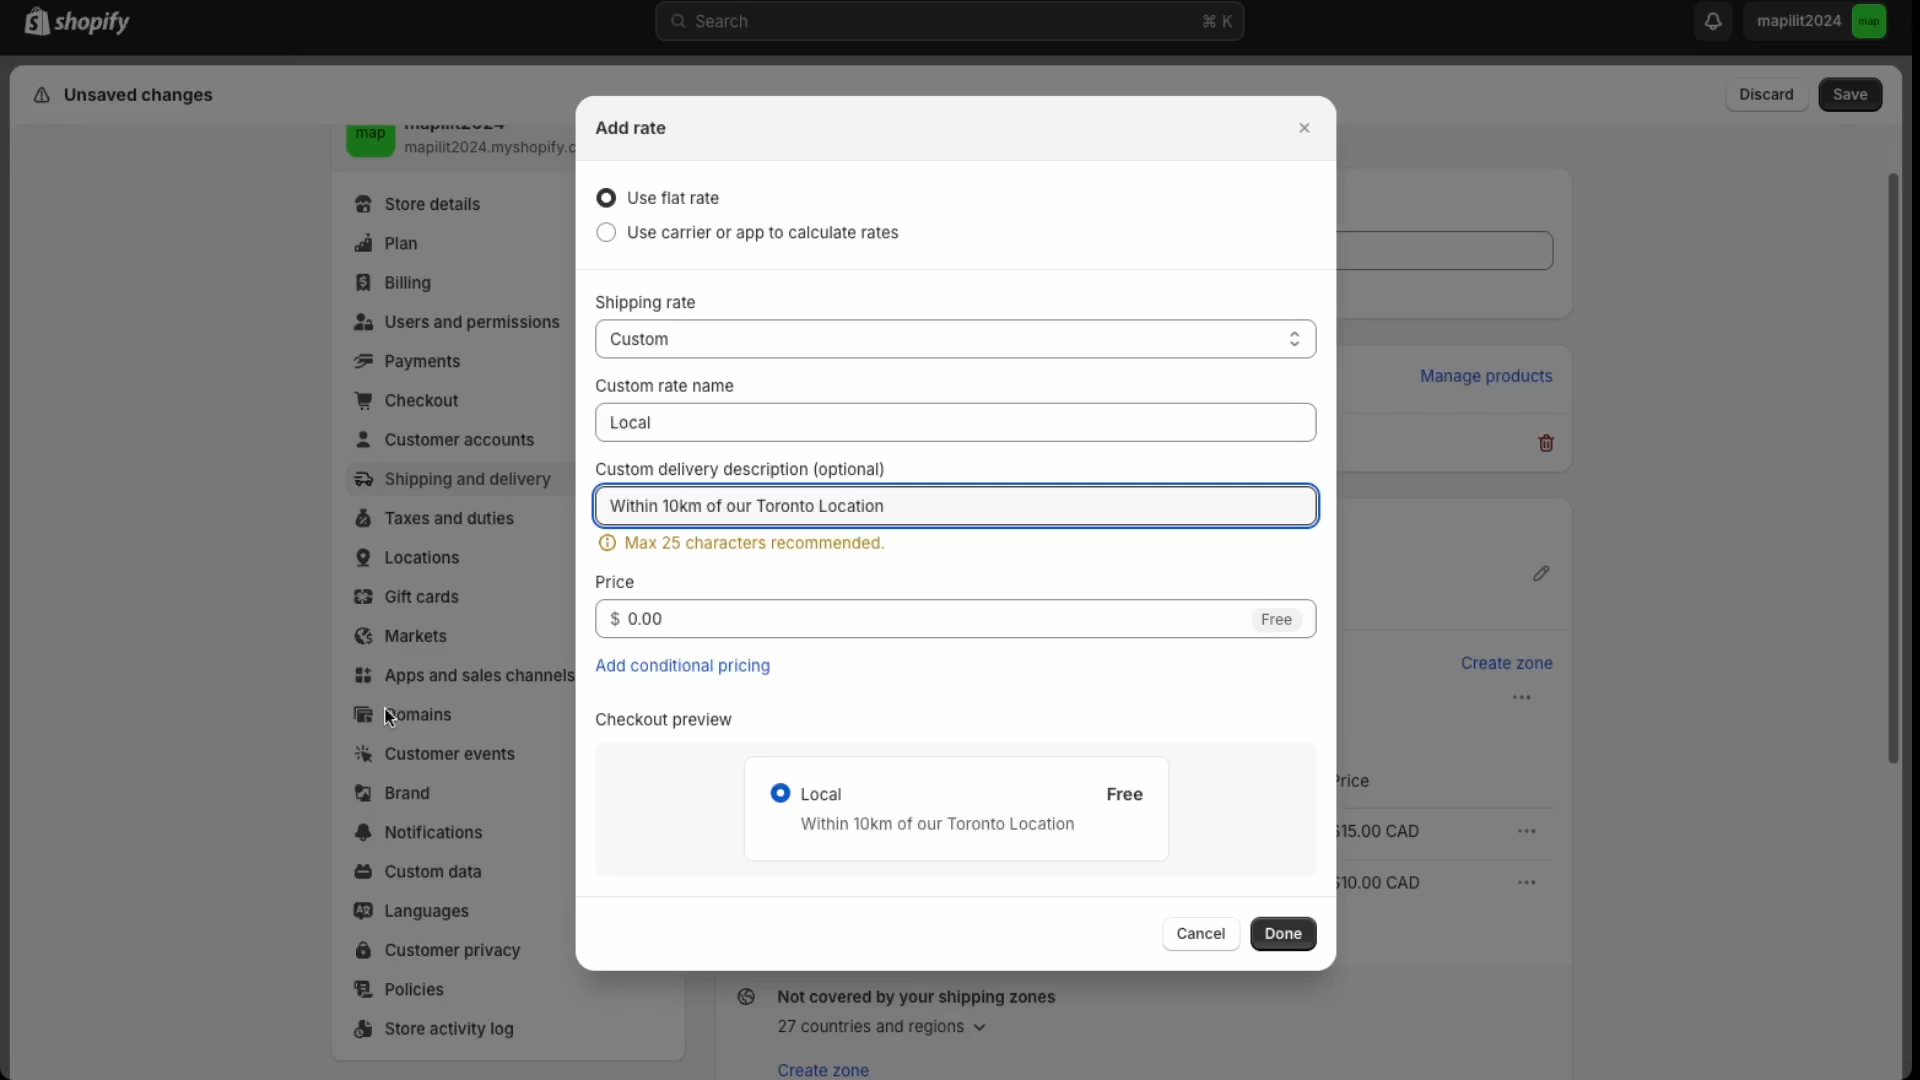 shopify
Search
⌘ K
mapilit2024
map
Unsaved changes
Discard
Save
map
mapilit2024
mapilit2024.myshopify.c
Store details
Plan
Billing
Users and permissions
Payments
Checkout
Customer accounts
Shipping and delivery
Taxes and duties
Locations
Gift cards
Markets
Apps and sales channels
Domains
Customer events
Brand
Notifications
Custom data
Languages
Customer privacy
Policies
Store activity log
Add rate
Use flat rate
Use carrier or app to calculate rates
Shipping rate
Custom
Custom rate name
Local
Custom delivery description (optional)
Within 10km of our Toronto Location
Max 25 characters recommended.
Price
$ 0.00
Free
Add conditional pricing
Checkout preview
Local
Free
Within 10km of our Toronto Location
Cancel
Done
Manage products
Create zone
Price
$15.00 CAD
$10.00 CAD
Not covered by your shipping zones
27 countries and regions
Create zone